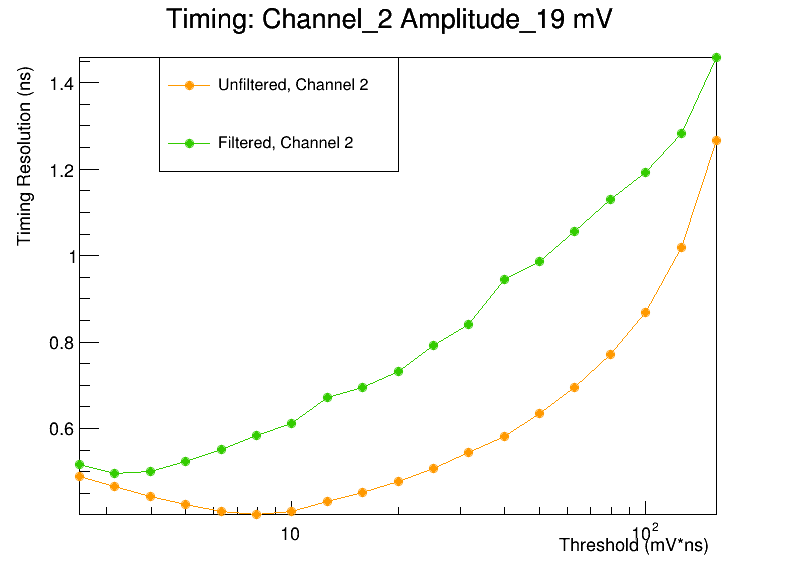 Timing: Channel_2 Amplitude_19 mV
Timing Resolution (ns)
Unfiltered, Channel 2
Filtered, Channel 2
1.4
1.2
1
0.8
0.6
10
10²
Threshold (mV*ns)